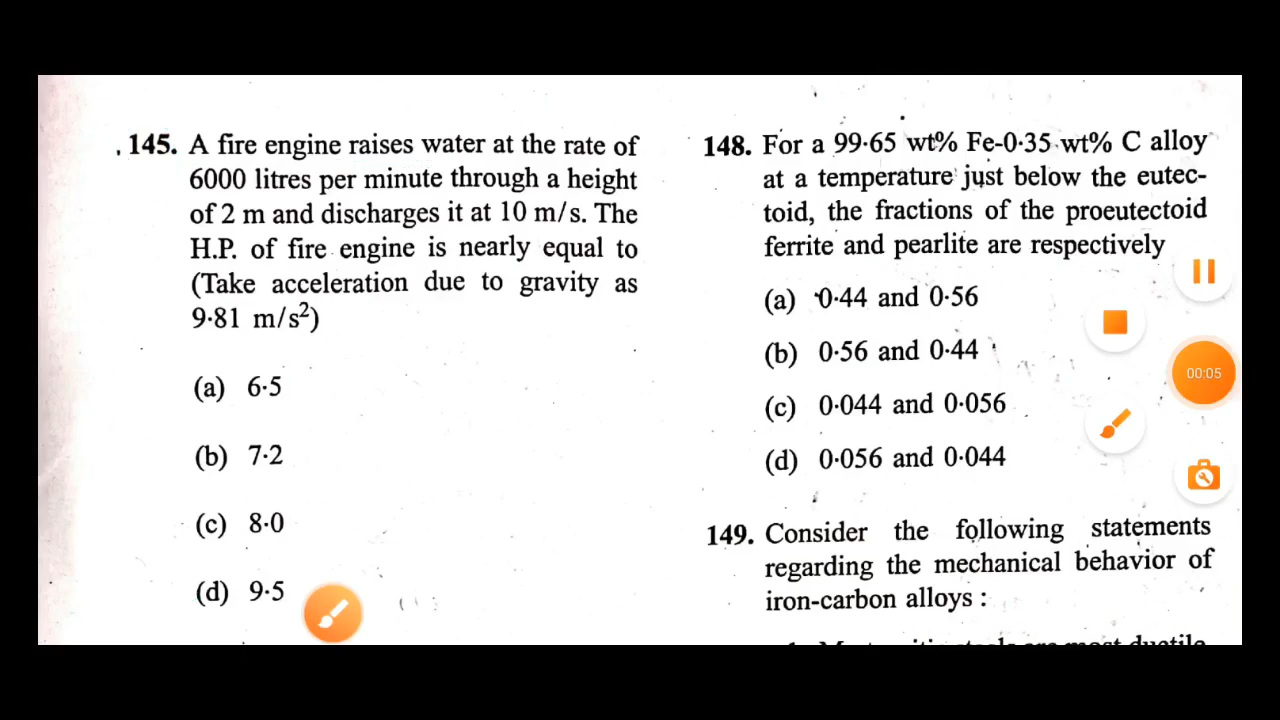 145. A fire engine raises water at the rate of
6000 litres per minute through a height
of 2 m and discharges it at 10 m/s. The
H.P. of fire engine is nearly equal to
(Take acceleration due to gravity as
9·81 m/s²)
(a) 6·5
(b) 7·2
(c) 8·0
(d) 9·5
148. For a 99·65 wt% Fe-0·35 wt% C alloy
at a temperature just below the eutec-
toid, the fractions of the proeutectoid
ferrite and pearlite are respectively
(a) 0·44 and 0·56
(b) 0·56 and 0·44
(c) 0·044 and 0·056
(d) 0·056 and 0·044
149. Consider the following statements
regarding the mechanical behavior of
iron-carbon alloys :
00:05